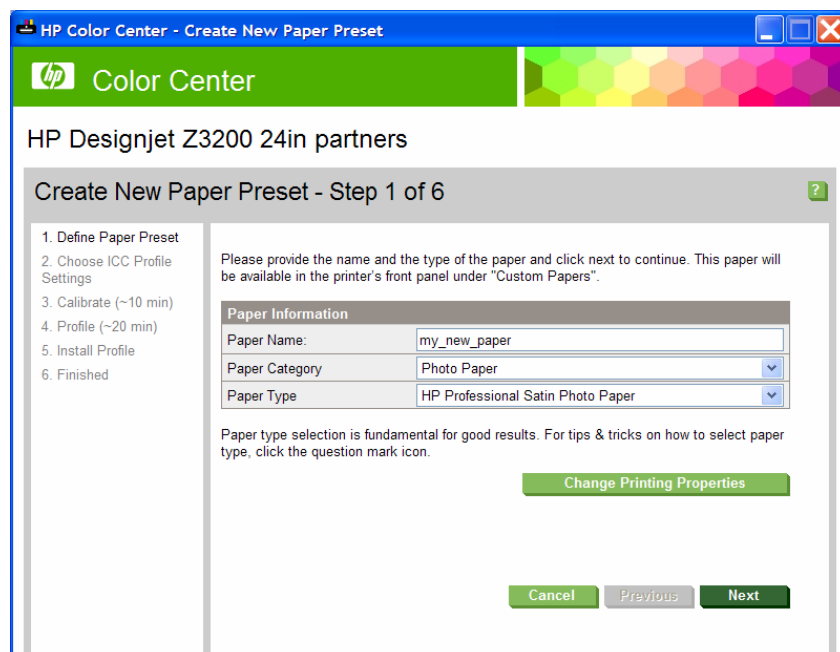 HP Color Center - Create New Paper Preset
hp Color Center
HP Designjet Z3200 24in partners
Create New Paper Preset - Step 1 of 6
?
1. Define Paper Preset
2. Choose ICC Profile
Settings
3. Calibrate (~10 min)
4. Profile (~20 min)
5. Install Profile
6. Finished
Please provide the name and the type of the paper and click next to continue. This paper will
be available in the printer's front panel under "Custom Papers".
Paper Information
Paper Name: my_new_paper
Paper Category Photo Paper
Paper Type HP Professional Satin Photo Paper
Paper type selection is fundamental for good results. For tips & tricks on how to select paper
type, click the question mark icon.
Change Printing Properties
Cancel Previous Next